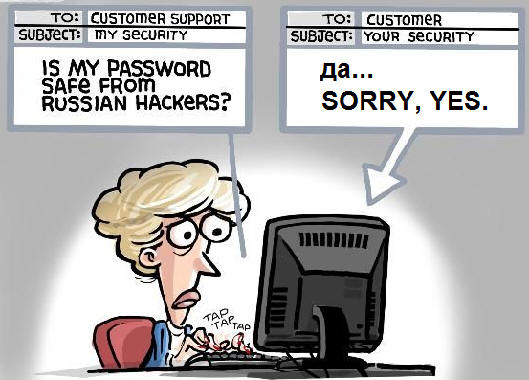 TO: CUSTOMER SUPPORT
SUBJECT: MY SECURITY
IS MY PASSWORD
SAFE FROM
RUSSIAN HACKERS?
TO: CUSTOMER
SUBJECT: YOUR SECURITY
да...
SORRY, YES.
TAP
TAP
TAP